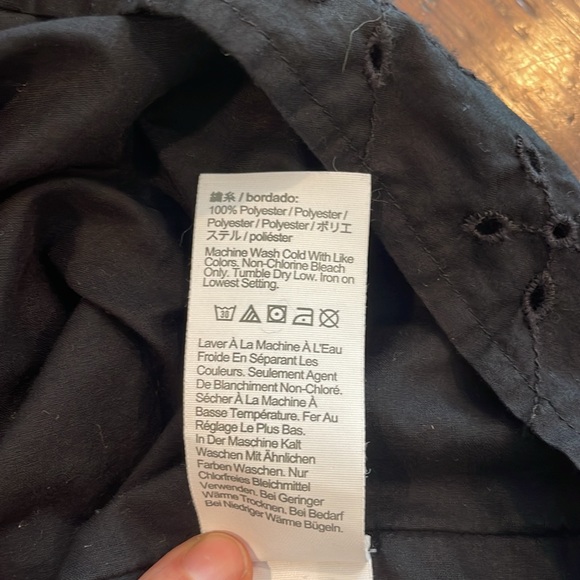 繡糸 / bordado:
100% Polyester / Polyester /
Polyester / Polyester / ポリエ
ステル / poliéster
Machine Wash Cold With Like
Colors. Non-Chlorine Bleach
Only. Tumble Dry Low. Iron on
Lowest Setting.
30
Laver À La Machine À L'Eau
Froide En Séparant Les
Couleurs. Seulement Agent
De Blanchiment Non-Chloré.
Sécher À La Machine À
Basse Température. Fer Au
Réglage Le Plus Bas.
In Der Maschine Kalt
Waschen Mit Ähnlichen
Farben Waschen. Nur
Chlorfreies Bleichmittel
Verwenden. Bei Geringer
Wärme Trocknen. Bei Bedarf
Bei Niedriger Wärme Bügeln.